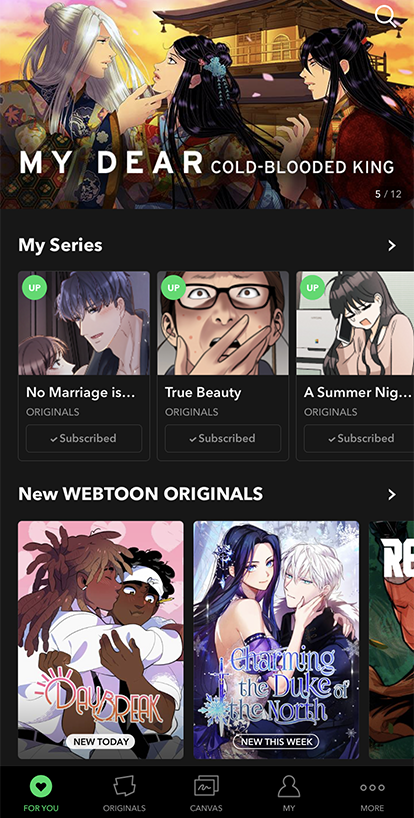 MY DEAR COLD-BLOODED KING
5 / 12
My Series
UP
UP
UP
No Marriage is...
True Beauty
A Summer Nig...
ORIGINALS
ORIGINALS
ORIGINALS
Subscribed
Subscribed
Subscribed
New WEBTOON ORIGINALS
DAYBREAK
NEW TODAY
Charming
the Duke of
the North
NEW THIS WEEK
RE
FOR YOU
ORIGINALS
CANVAS
MY
MORE